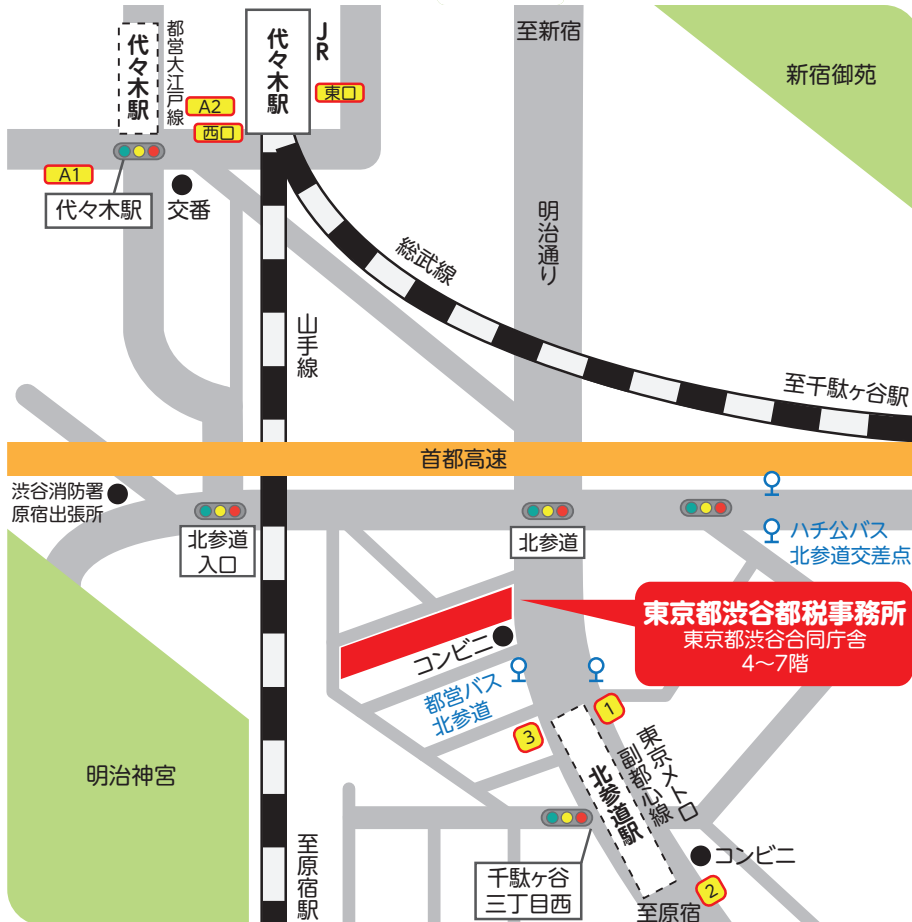 代々木駅
都営大江戸線
代々木駅
JR
A2
西口
東口
A1
代々木駅
交番
至新宿
新宿御苑
明治通り
総武線
山手線
至千駄ヶ谷駅
首都高速
渋谷消防署
原宿出張所
北参道
入口
北参道
ハチ公バス
北参道交差点
東京都渋谷都税事務所
東京都渋谷合同庁舎
4〜7階
コンビニ
都営バス
北参道
1
3
北参道駅
東京メトロ
副都心線
明治神宮
至原宿駅
千駄ヶ谷
三丁目西
コンビニ
2
至原宿